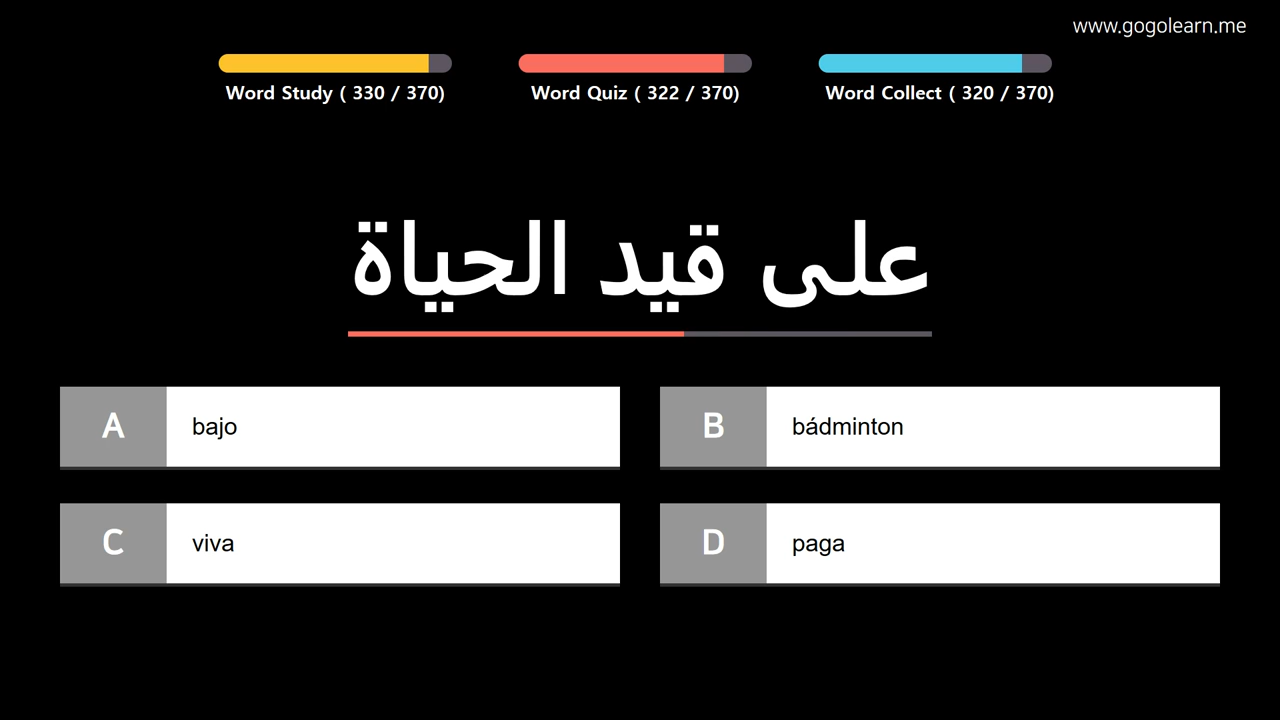 www.gogolearn.me
Word Study ( 330 / 370)
Word Quiz ( 322 / 370)
Word Collect ( 320 / 370)
على قيد الحياة
A bajo
B bádminton
C viva
D paga